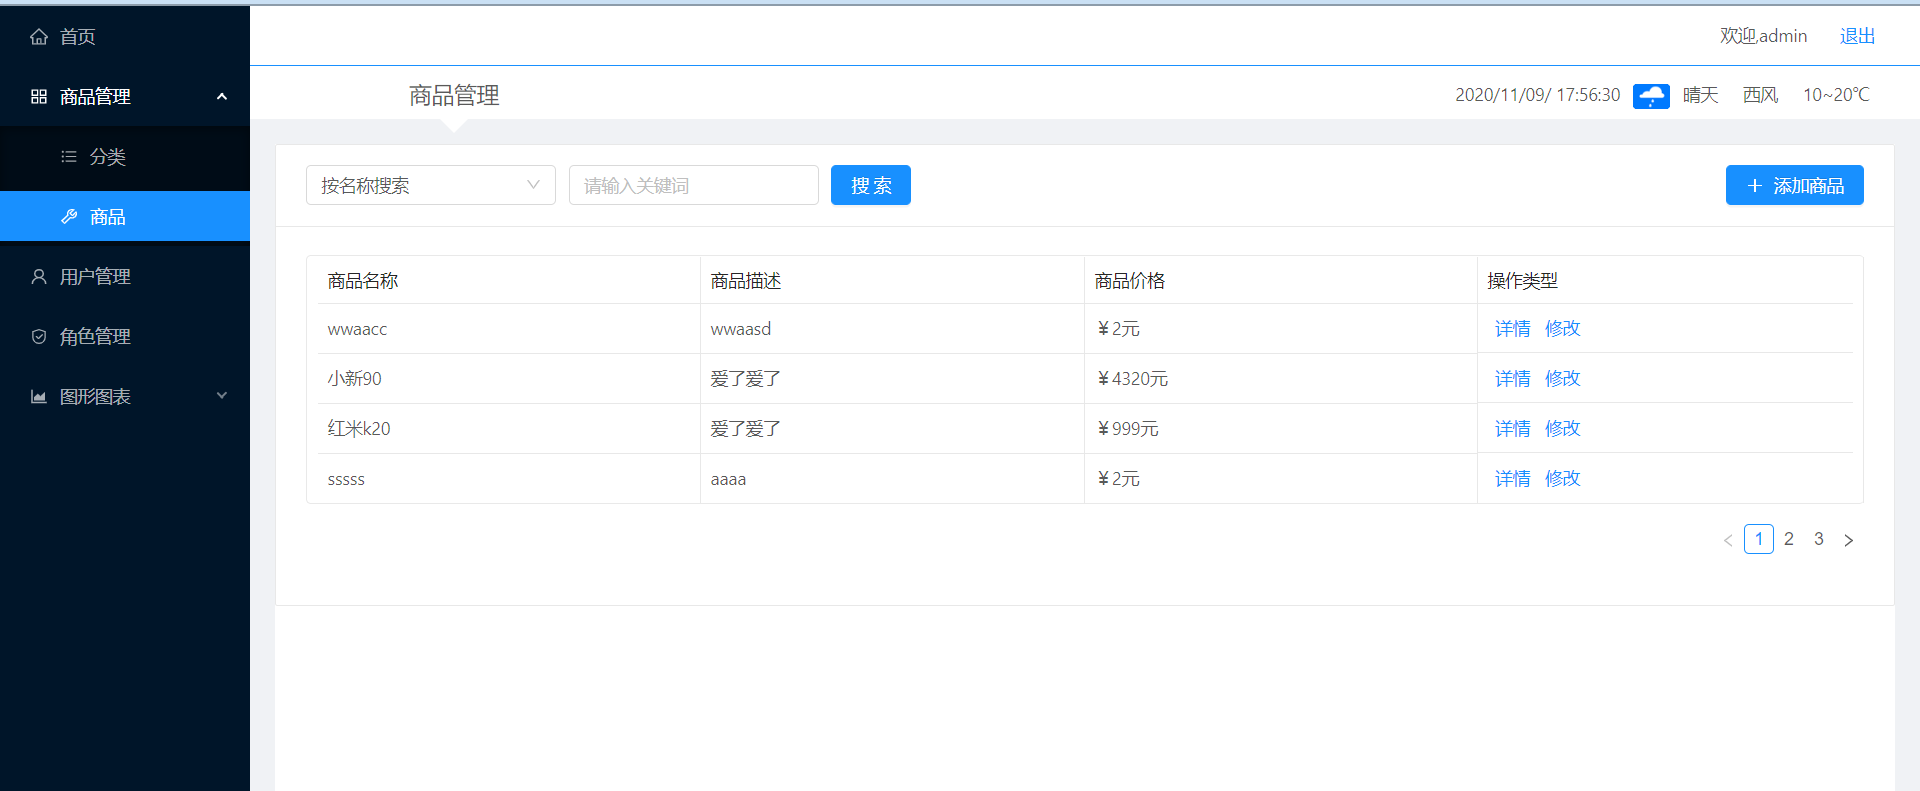 欢迎,admin 退出
首页
商品管理
分类
商品
用户管理
角色管理
图形图表
商品管理 2020/11/09/ 17:56:30 晴天 西风 10~20℃
按名称搜索 请输入关键词 搜 索 添加商品
商品名称 商品描述 商品价格 操作类型
wwaacc wwaasd ¥2元 详情 修改
小新90 爱了爱了 ¥4320元 详情 修改
红米k20 爱了爱了 ¥999元 详情 修改
sssss aaaa ¥2元 详情 修改
< 1 2 3 >